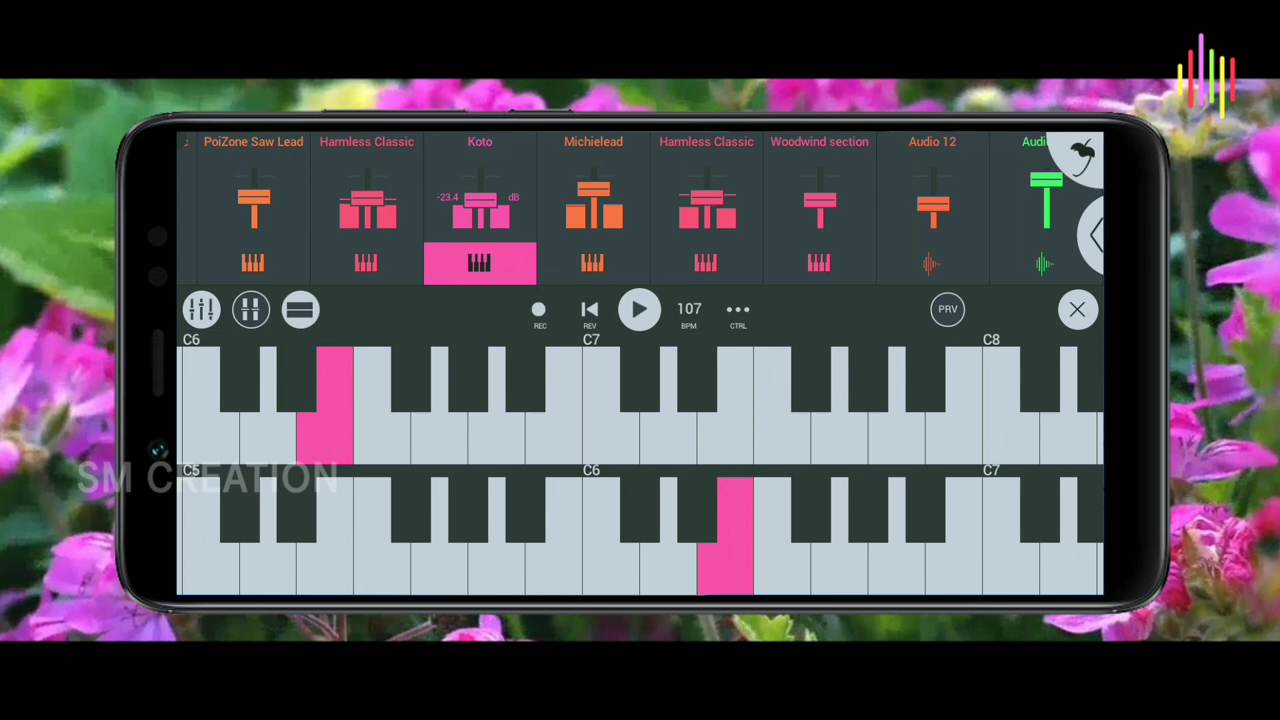 PoiZone Saw Lead
Harmless Classic
Koto
Michielead
Harmless Classic
Woodwind section
Audio 12
Audi
-23.4 dB
REC
REV
107
BPM
CTRL
PRV
C6 C7 C8
C5 C6 C7
SM CREATION